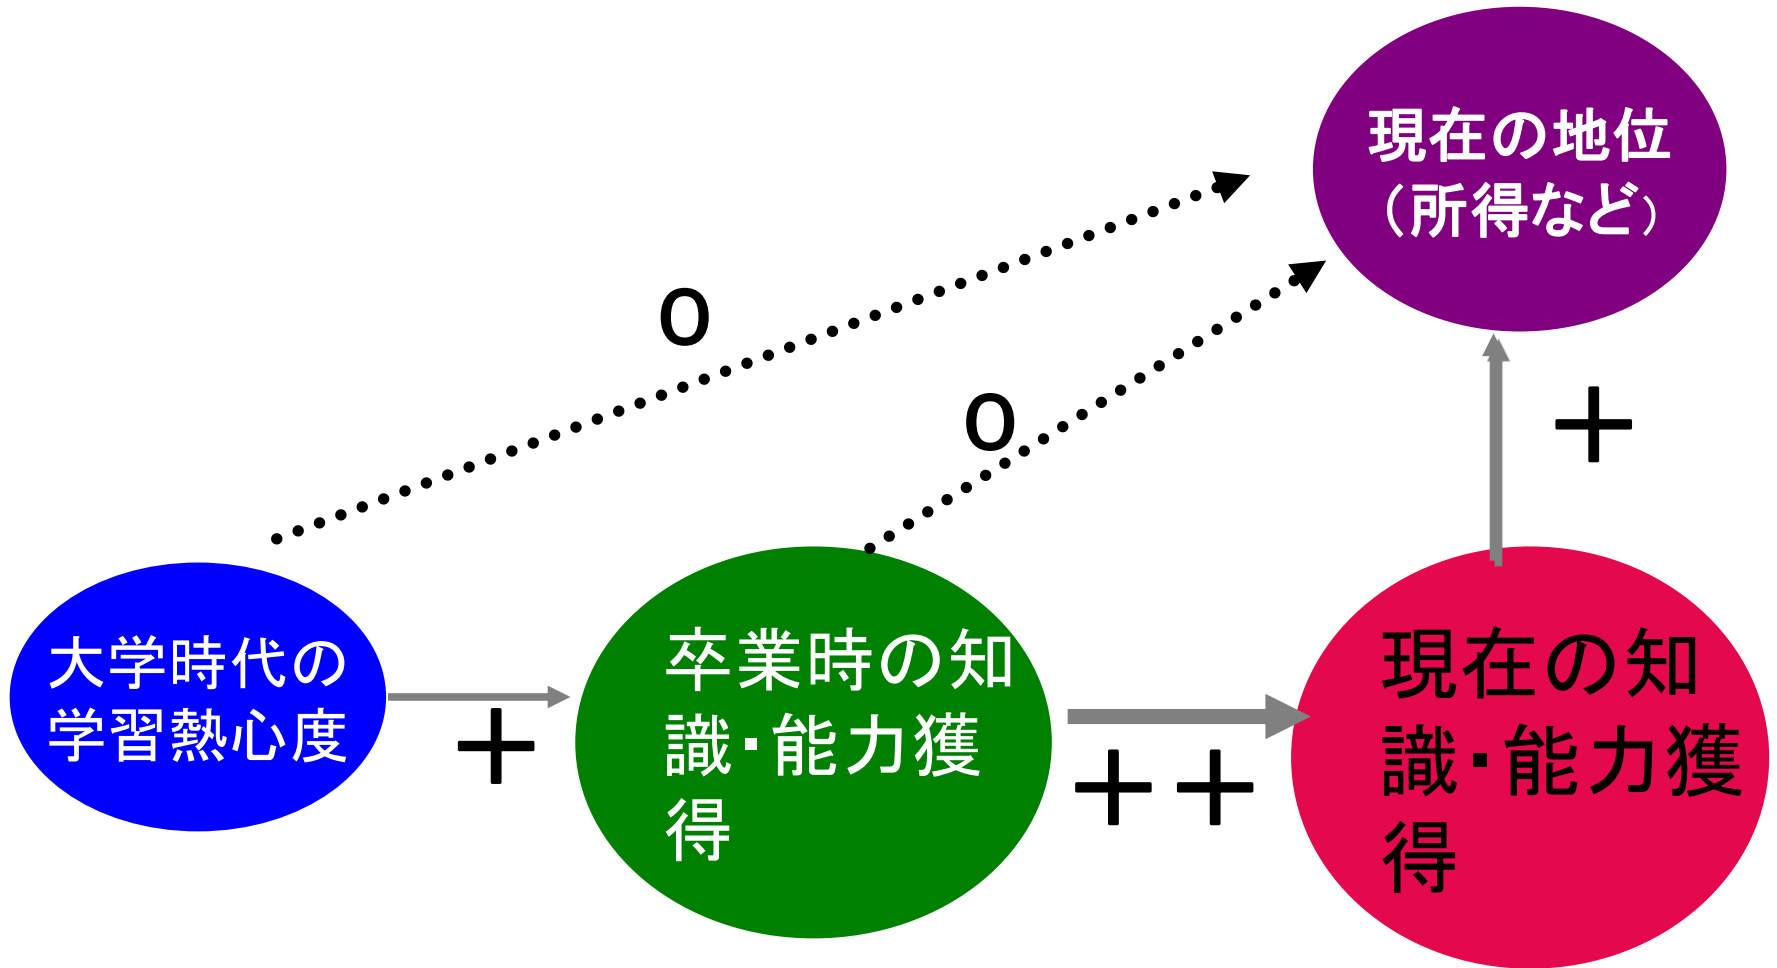 現在の地位
（所得など）
0
0
＋
大学時代の
学習熱心度
＋
卒業時の知
識・能力獲
得
＋＋
現在の知
識・能力獲
得